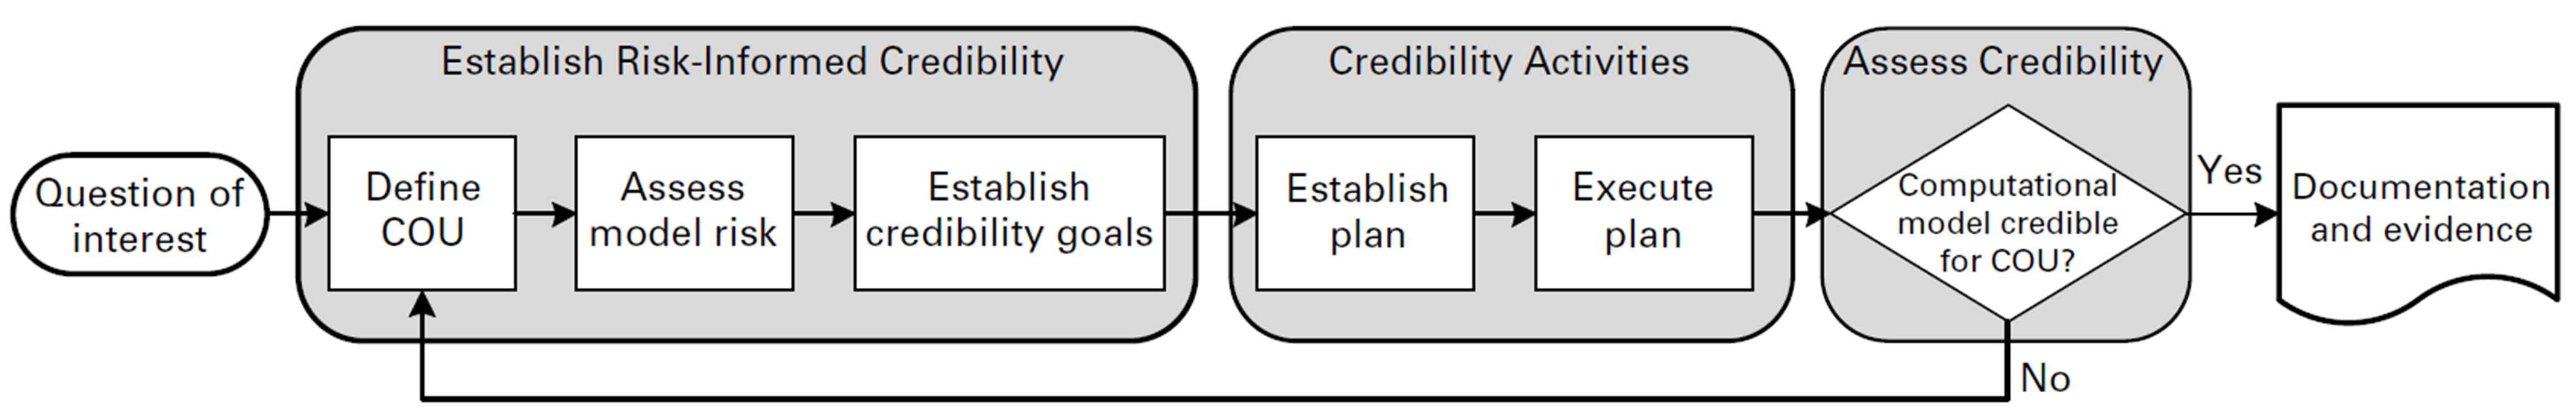 Establish Risk-Informed Credibility
Credibility Activities
Assess Credibility
Question of
interest
Define
COU
Assess
model risk
Establish
credibility goals
Establish
plan
Execute
plan
Computational
model credible
for COU?
Yes
No
Documentation
and evidence